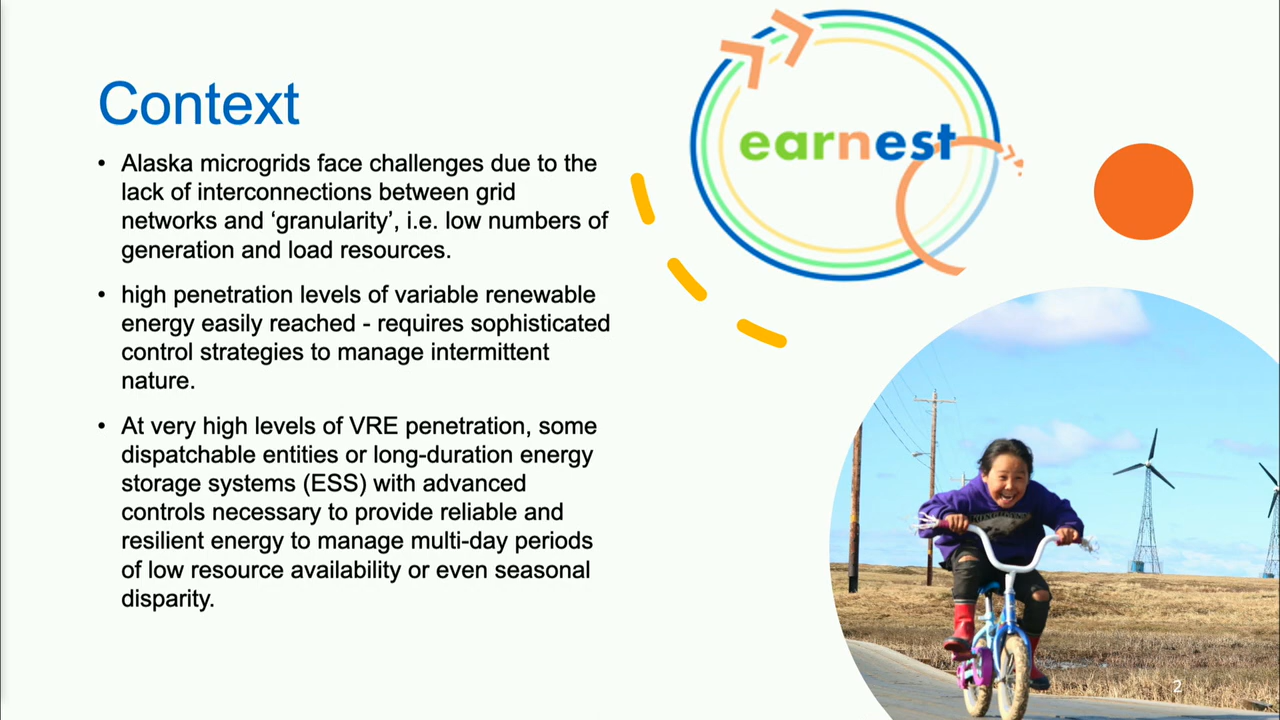 Context
• Alaska microgrids face challenges due to the
lack of interconnections between grid
networks and ‘granularity’, i.e. low numbers of
generation and load resources.
• high penetration levels of variable renewable
energy easily reached - requires sophisticated
control strategies to manage intermittent
nature.
• At very high levels of VRE penetration, some
dispatchable entities or long-duration energy
storage systems (ESS) with advanced
controls necessary to provide reliable and
resilient energy to manage multi-day periods
of low resource availability or even seasonal
disparity.
earnest
2